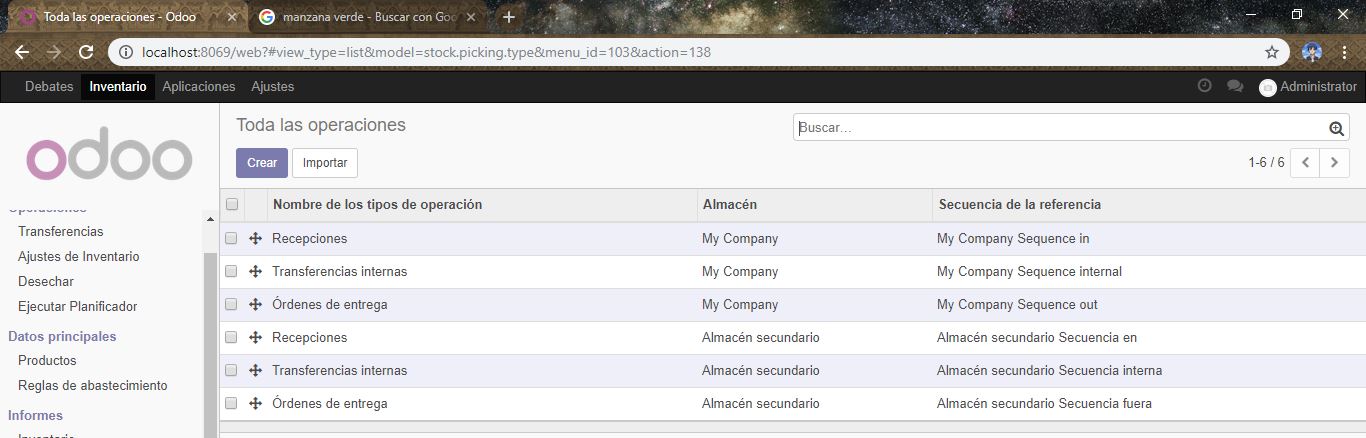 Toda las operaciones - Odoo
manzana verde - Buscar con Goo
localhost:8069/web?#view_type=list&model=stock.picking.type&menu_id=103&action=138
Debates Inventario Aplicaciones Ajustes Administrator
odoo
Toda las operaciones
Buscar...
Crear Importar
1-6 / 6
Nombre de los tipos de operación Almacén Secuencia de la referencia
Recepciones My Company My Company Sequence in
Transferencias internas My Company My Company Sequence internal
Órdenes de entrega My Company My Company Sequence out
Recepciones Almacén secundario Almacén secundario Secuencia en
Transferencias internas Almacén secundario Almacén secundario Secuencia interna
Órdenes de entrega Almacén secundario Almacén secundario Secuencia fuera
Operaciones
Transferencias
Ajustes de Inventario
Desechar
Ejecutar Planificador
Datos principales
Productos
Reglas de abastecimiento
Informes
Inventario